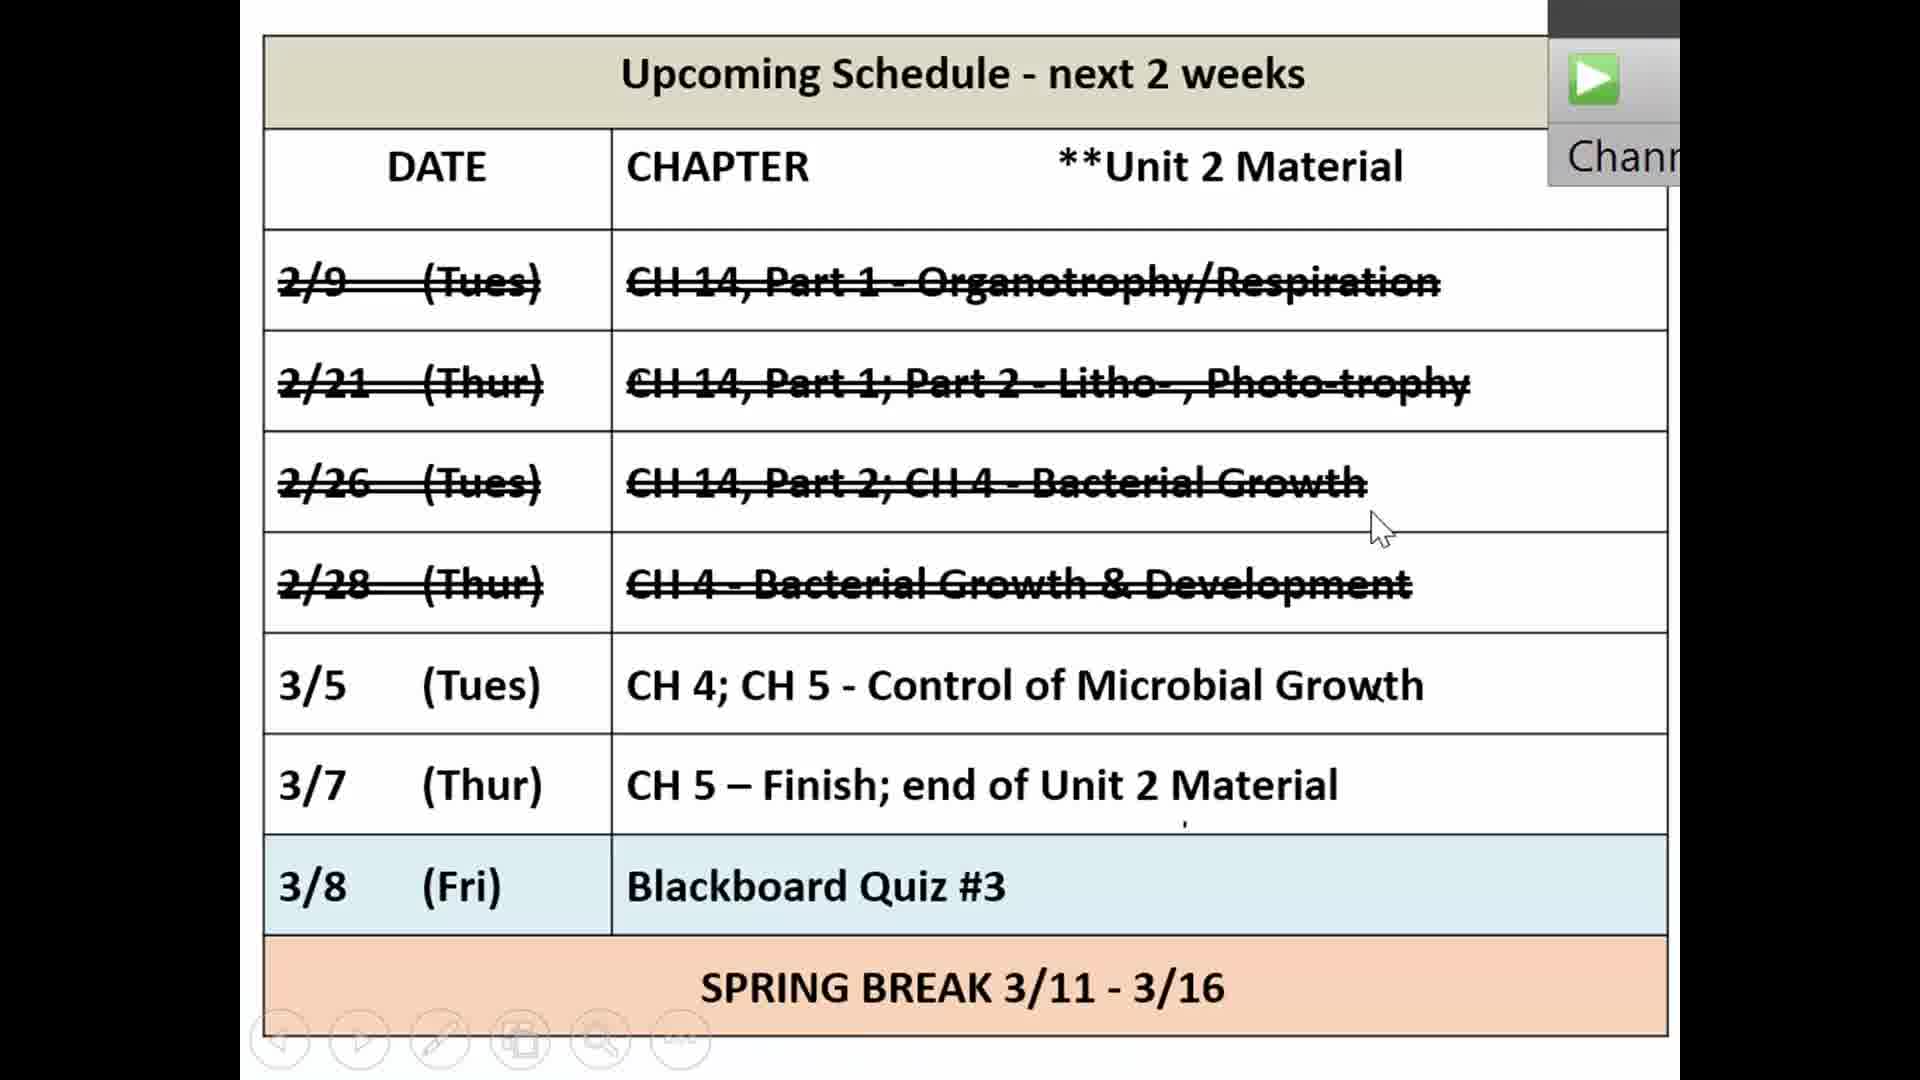 Upcoming Schedule - next 2 weeks
DATE CHAPTER **Unit 2 Material
2/9 (Tues) CH 14, Part 1 - Organotrophy/Respiration
2/21 (Thur) CH 14, Part 1; Part 2 - Litho- , Photo-trophy
2/26 (Tues) CH 14, Part 2; CH 4 - Bacterial Growth
2/28 (Thur) CH 4 - Bacterial Growth & Development
3/5 (Tues) CH 4; CH 5 - Control of Microbial Growth
3/7 (Thur) CH 5 – Finish; end of Unit 2 Material
3/8 (Fri) Blackboard Quiz #3
SPRING BREAK 3/11 - 3/16
Chann